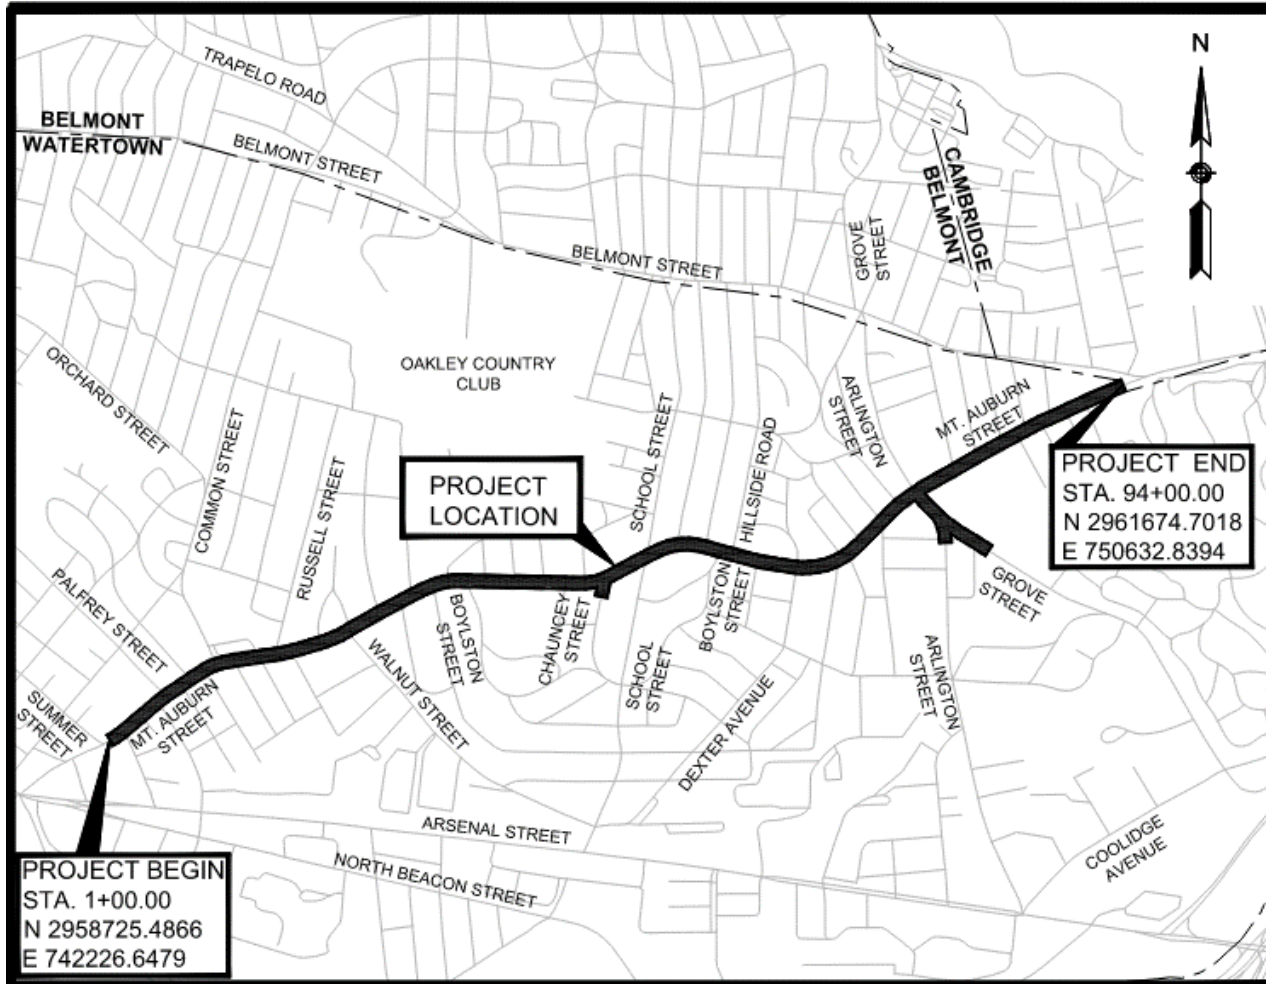 N
TRAPELO ROAD
BELMONT
WATERTOWN
BELMONT STREET
CAMBRIDGE
BELMONT
GROVE
STREET
BELMONT STREET
ORCHARD STREET
OAKLEY COUNTRY
CLUB
ARLINGTON
STREET
MT. AUBURN
STREET
COMMON STREET
RUSSELL STREET
SCHOOL STREET
HILLSIDE ROAD
PROJECT
LOCATION
PROJECT END
STA. 94+00.00
N 2961674.7018
E 750632.8394
PALFREY STREET
BOYLSTON
STREET
CHAUNCEY
STREET
BOYLSTON
STREET
GROVE
STREET
SUMMER
STREET
MT. AUBURN
STREET
WALNUT STREET
SCHOOL
STREET
DEXTER AVENUE
ARLINGTON
STREET
ARSENAL STREET
NORTH BEACON STREET
COOLIDGE
AVENUE
PROJECT BEGIN
STA. 1+00.00
N 2958725.4866
E 742226.6479